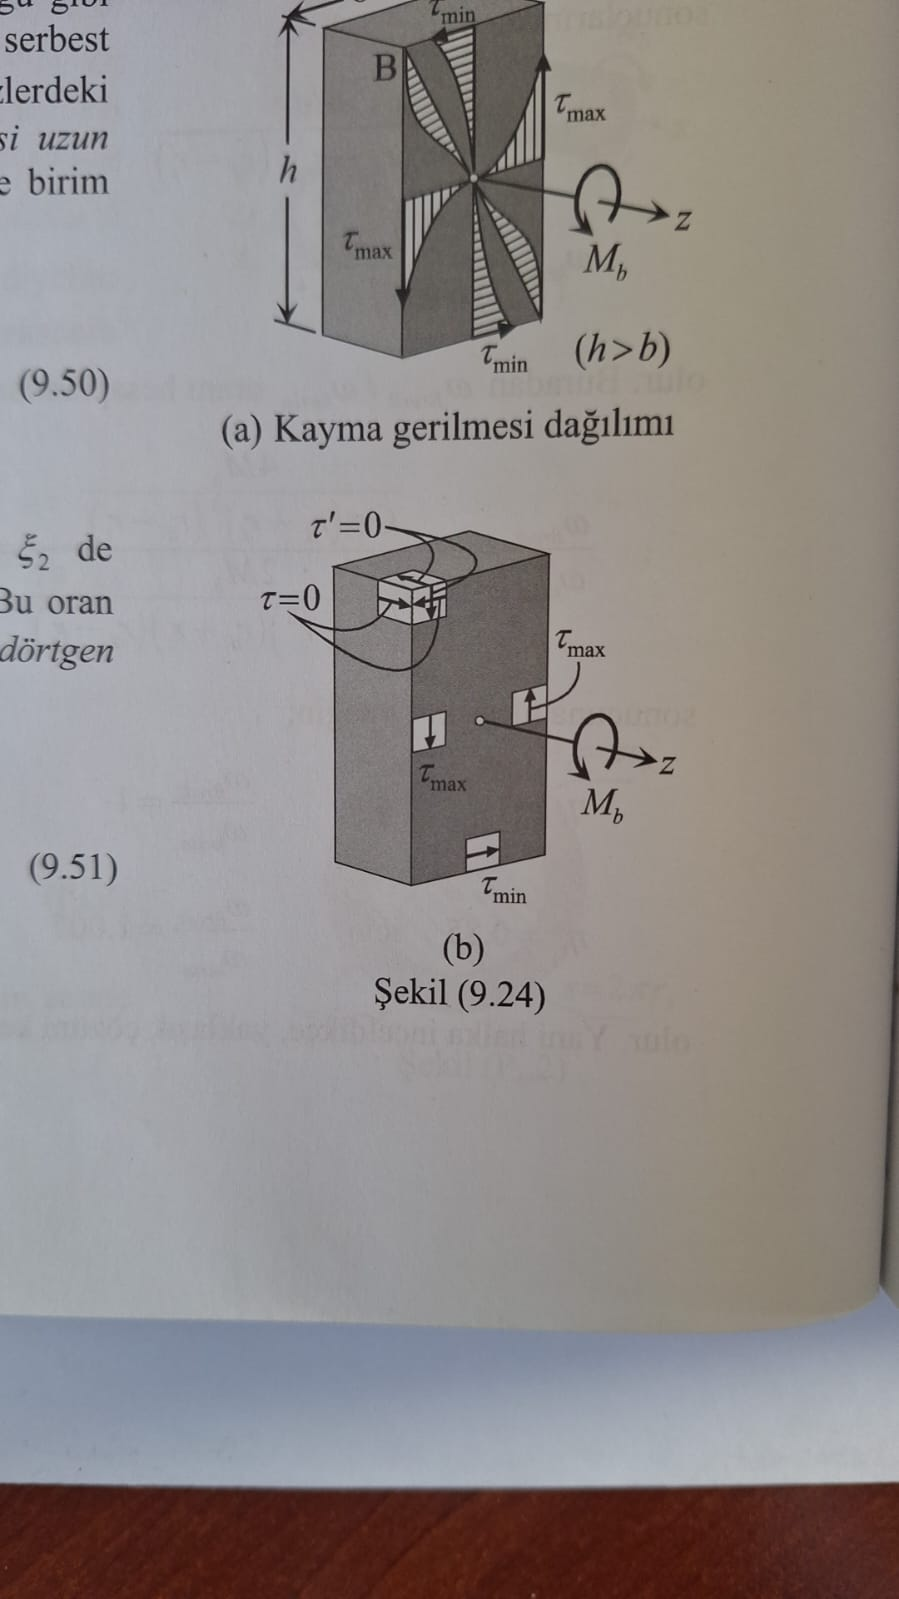 serbest
zlerdeki
si uzun
e birim
(9.50)
ξ₂ de
Bu oran
dörtgen
(9.51)
τmin
B
τmax
h
z
τmax
Mb
τmin (h>b)
(a) Kayma gerilmesi dağılımı
τ'=0
τ=0
τmax
z
τmax
Mb
τmin
(b)
Şekil (9.24)